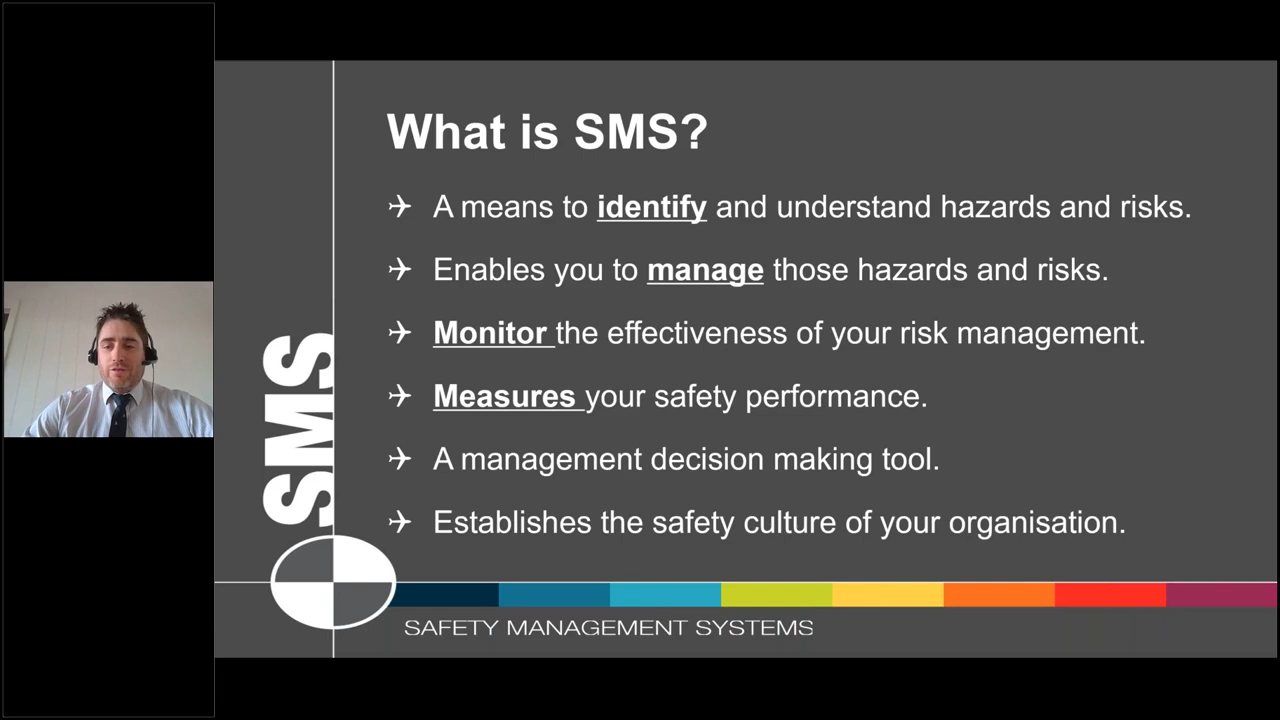 What is SMS?
A means to identify and understand hazards and risks.
Enables you to manage those hazards and risks.
Monitor the effectiveness of your risk management.
Measures your safety performance.
A management decision making tool.
Establishes the safety culture of your organisation.
SMS
SAFETY MANAGEMENT SYSTEMS